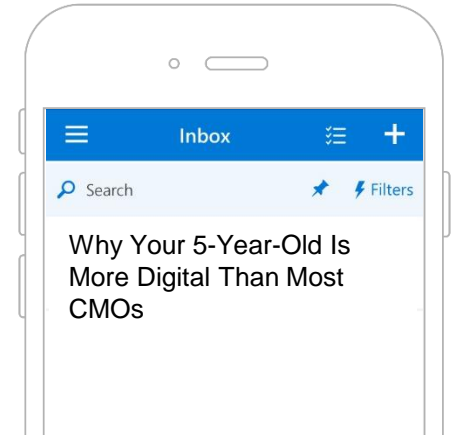 Inbox
Search
Filters
Why Your 5-Year-Old Is
More Digital Than Most
CMOs